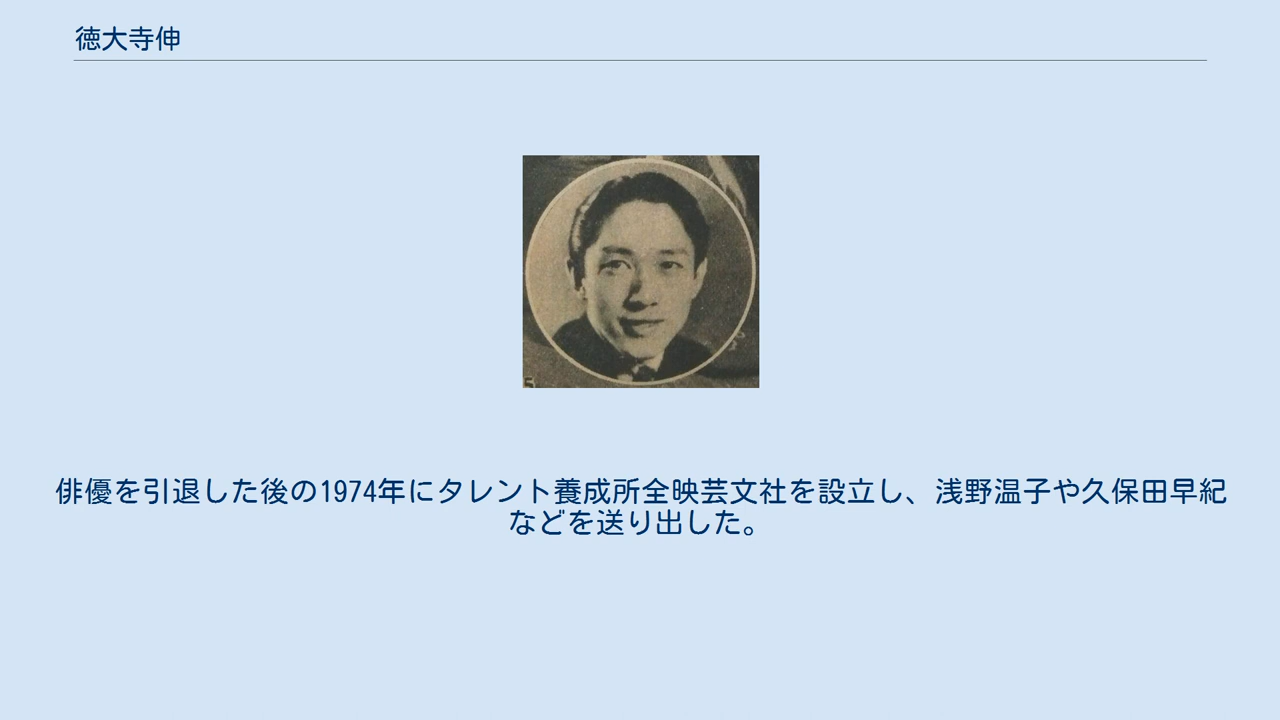 徳大寺伸
俳優を引退した後の1974年にタレント養成所全映芸文社を設立し、浅野温子や久保田早紀
などを送り出した。
5